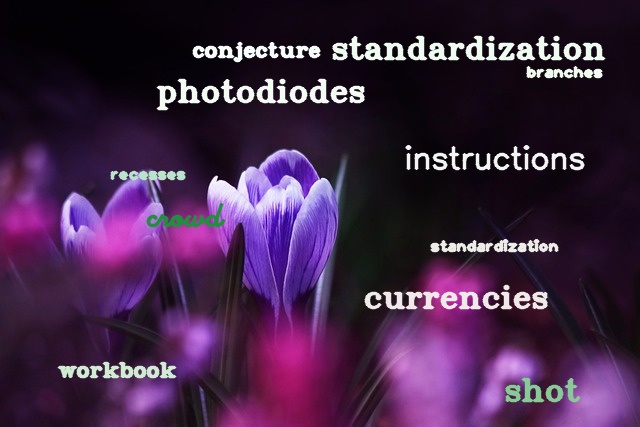 conjecture standardization
branches
photodiodes
instructions
recesses
crowd
standardization
currencies
workbook
shot